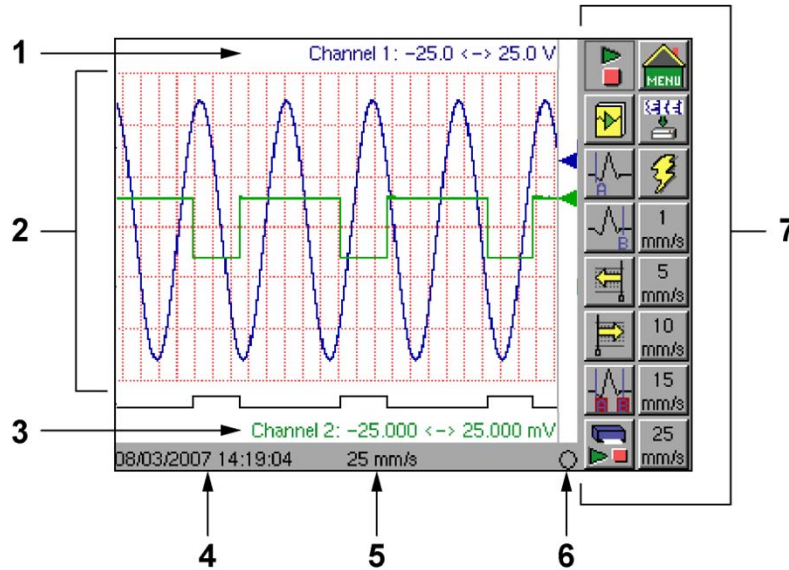 1
Channel 1: -25.0 <-> 25.0 V
MENU
2
A
B
1
mm/s
5
mm/s
10
mm/s
15
mm/s
25
mm/s
7
3
Channel 2: -25.000 <-> 25.000 mV
08/03/2007 14:19:04
25 mm/s
4
5
6